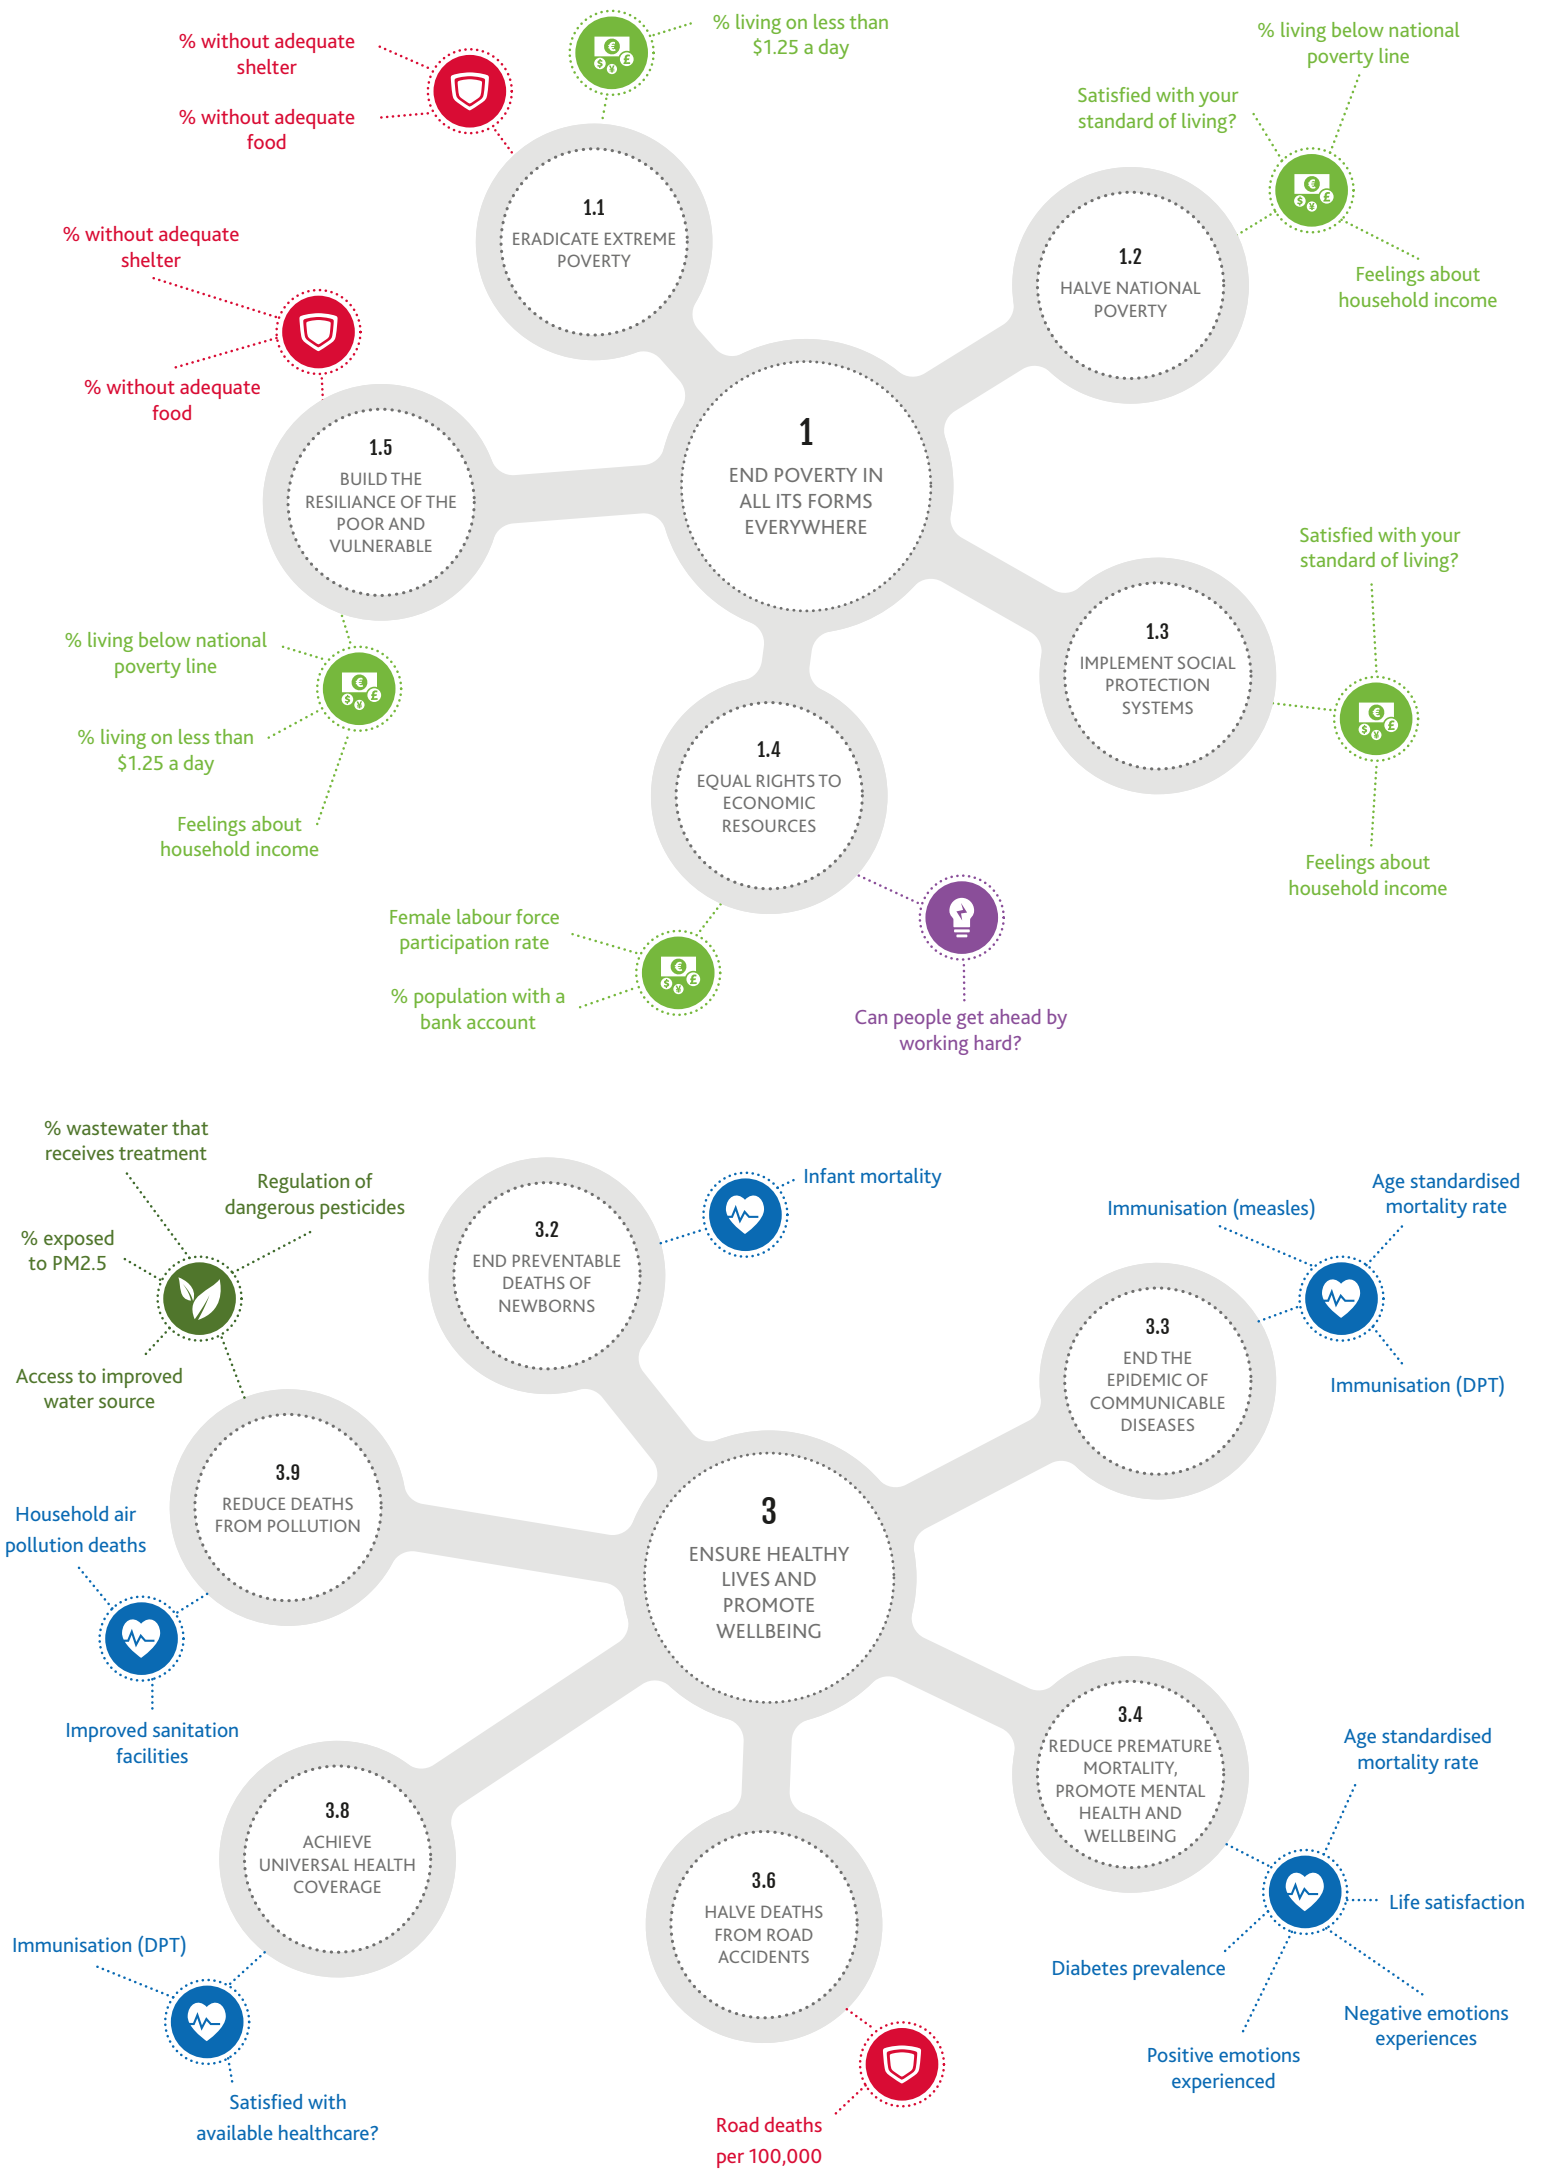 % without adequate
shelter
% without adequate
food
% living on less than
$1.25 a day
% living below national
poverty line
Satisfied with your
standard of living?
Feelings about
household income
1.1
ERADICATE EXTREME
POVERTY
1.2
HALVE NATIONAL
POVERTY
% without adequate
shelter
% without adequate
food
1.5
BUILD THE
RESILIANCE OF THE
POOR AND
VULNERABLE
1
END POVERTY IN
ALL ITS FORMS
EVERYWHERE
Satisfied with your
standard of living?
1.3
IMPLEMENT SOCIAL
PROTECTION
SYSTEMS
Feelings about
household income
% living below national
poverty line
% living on less than
$1.25 a day
Feelings about
household income
1.4
EQUAL RIGHTS TO
ECONOMIC
RESOURCES
Female labour force
participation rate
% population with a
bank account
Can people get ahead by
working hard?
% wastewater that
receives treatment
Regulation of
dangerous pesticides
% exposed
to PM2.5
Access to improved
water source
3.2
END PREVENTABLE
DEATHS OF
NEWBORNS
Infant mortality
Immunisation (measles)
Age standardised
mortality rate
Immunisation (DPT)
3.3
END THE
EPIDEMIC OF
COMMUNICABLE
DISEASES
3.9
REDUCE DEATHS
FROM POLLUTION
Household air
pollution deaths
Improved sanitation
facilities
3
ENSURE HEALTHY
LIVES AND
PROMOTE
WELLBEING
3.4
REDUCE PREMATURE
MORTALITY,
PROMOTE MENTAL
HEALTH AND
WELLBEING
Age standardised
mortality rate
Life satisfaction
Diabetes prevalence
Negative emotions
experiences
Positive emotions
experienced
3.8
ACHIEVE
UNIVERSAL HEALTH
COVERAGE
Immunisation (DPT)
Satisfied with
available healthcare?
3.6
HALVE DEATHS
FROM ROAD
ACCIDENTS
Road deaths
per 100,000